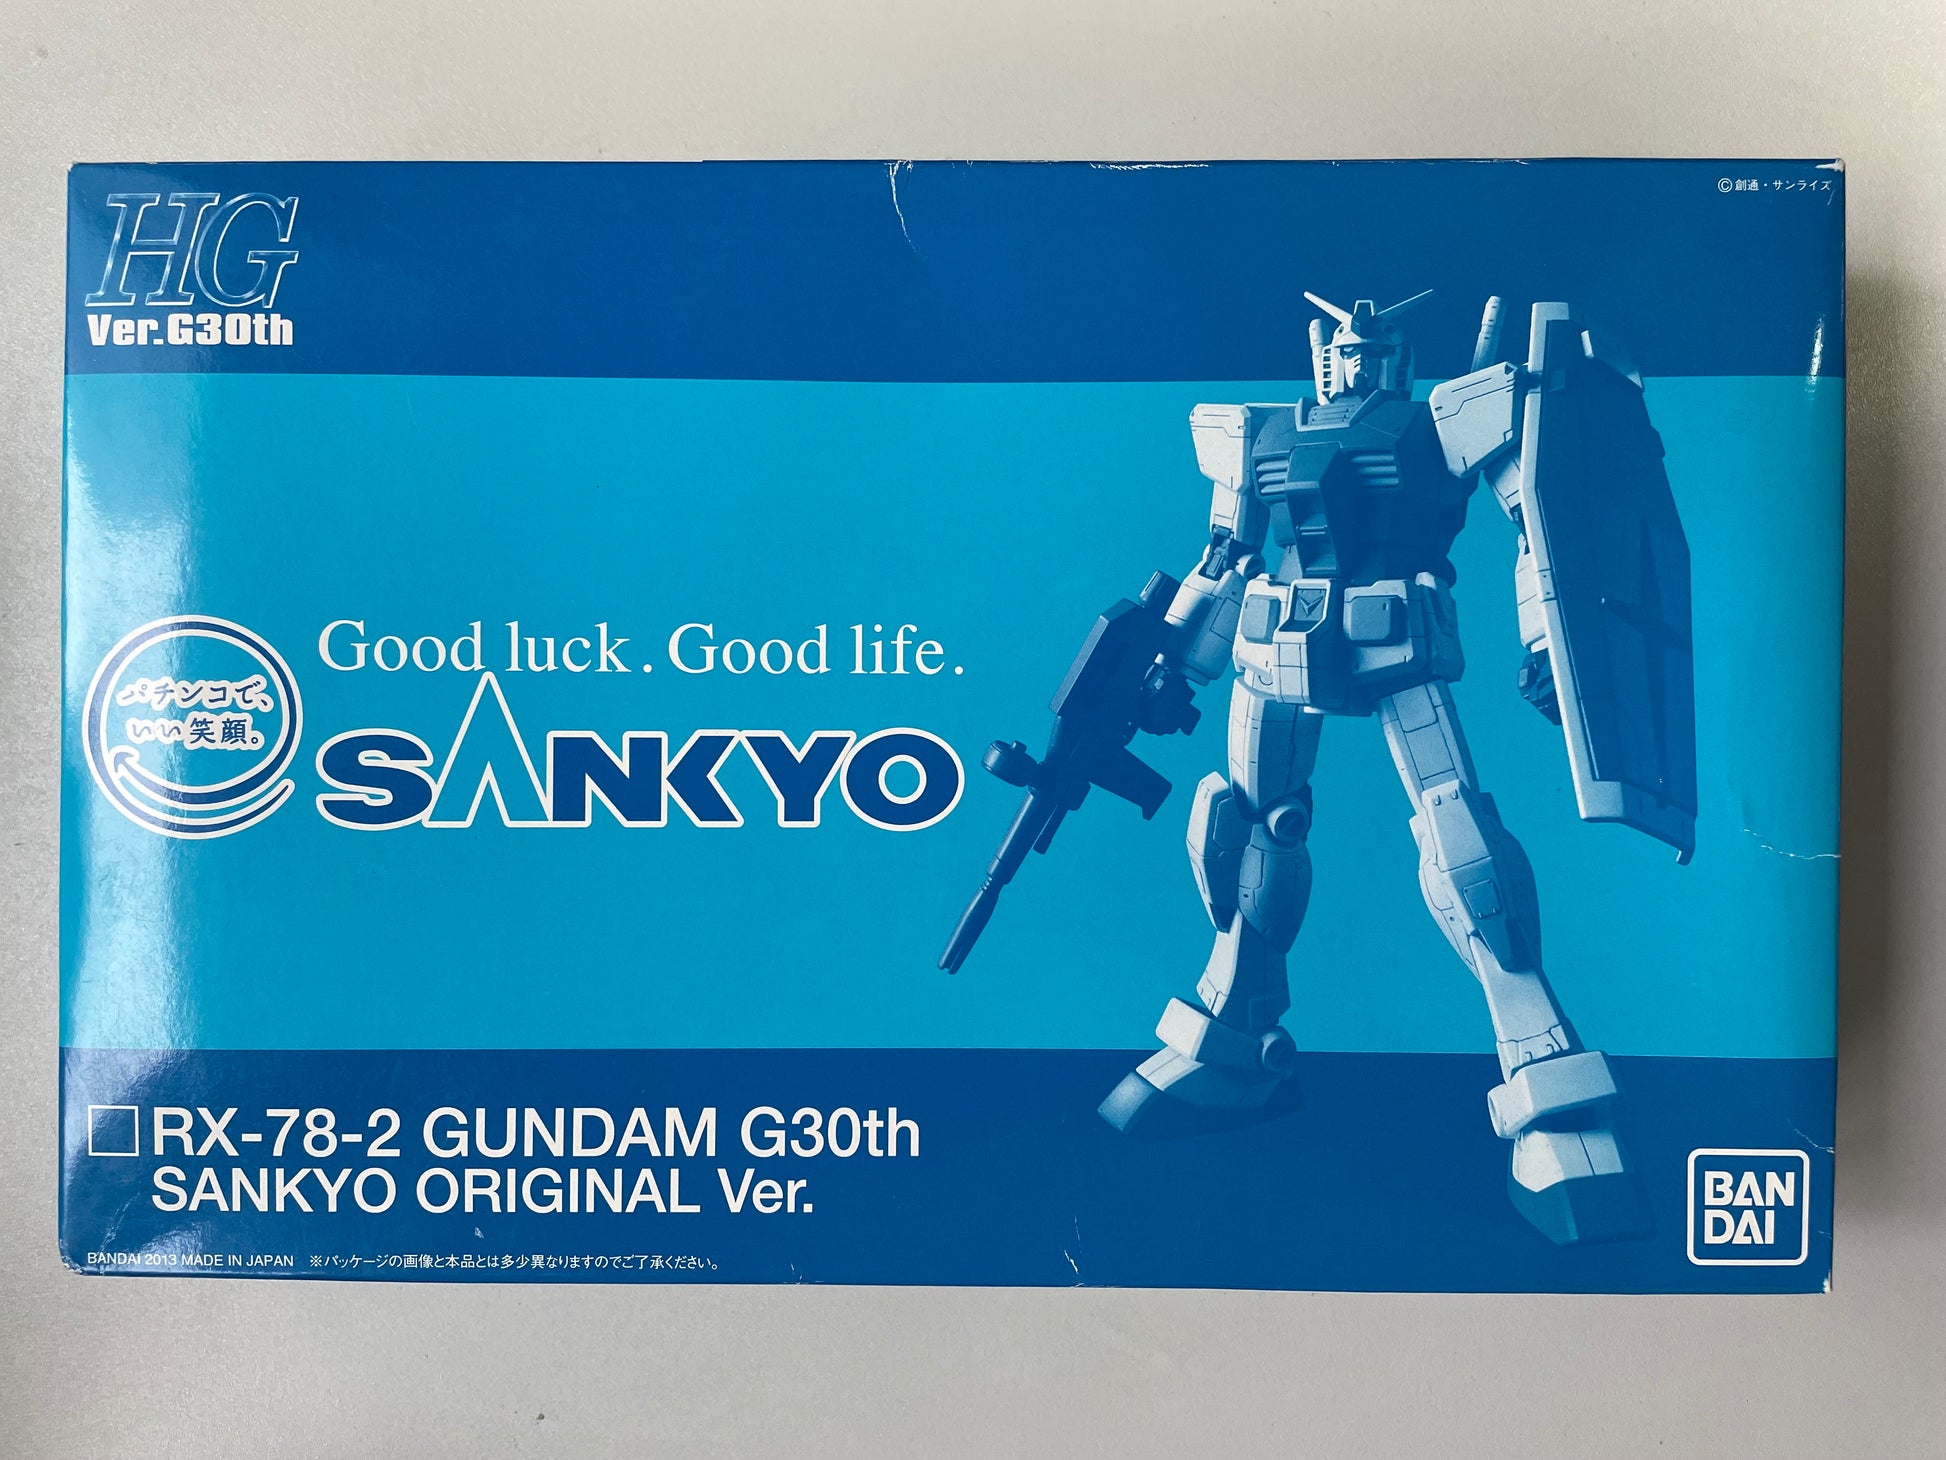 HG
Ver.G30th
©創通・サンライズ
パチンコで、
いい笑顔。
Good luck. Good life.
SANKYO
□RX-78-2 GUNDAM G30th
SANKYO ORIGINAL Ver.
BANDAI 2013 MADE IN JAPAN ※パッケージの画像と本品とは多少異なりますのでご了承ください。
BAN
DAI